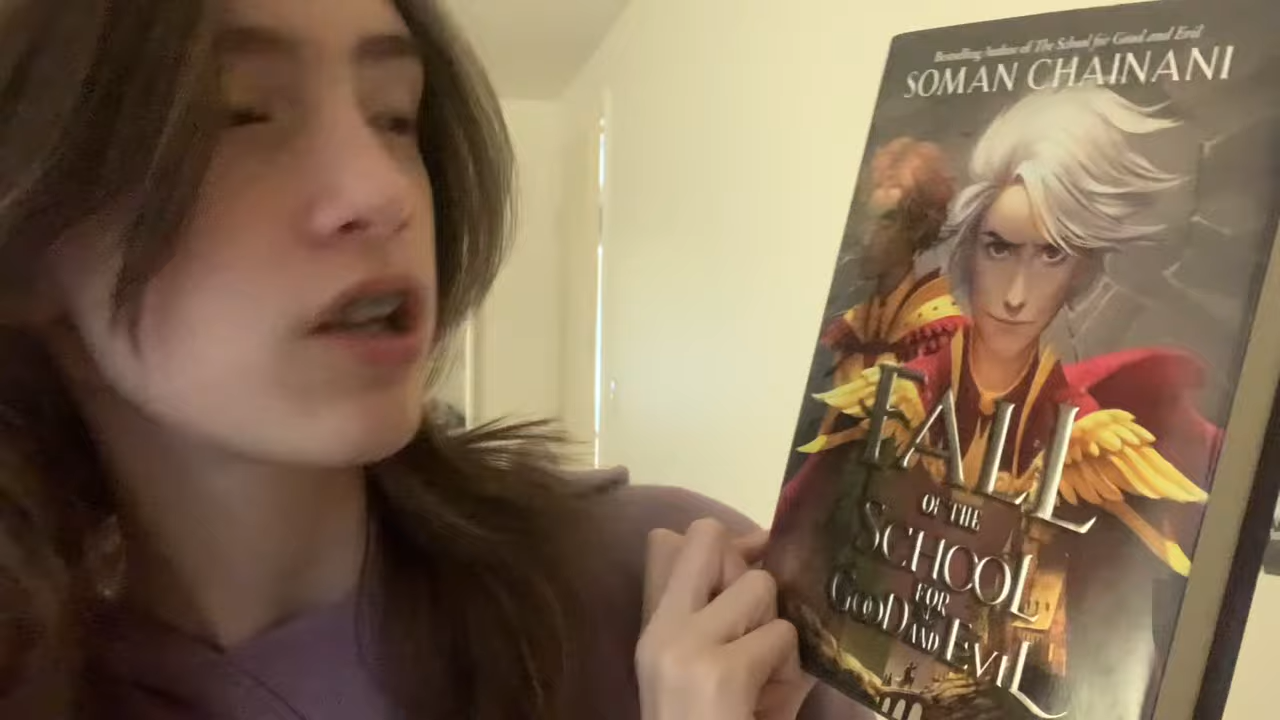 Bestselling Author of The School for Good and Evil
SOMAN CHAINANI
FALL
OF THE
SCHOOL
FOR
GOOD AND EVIL